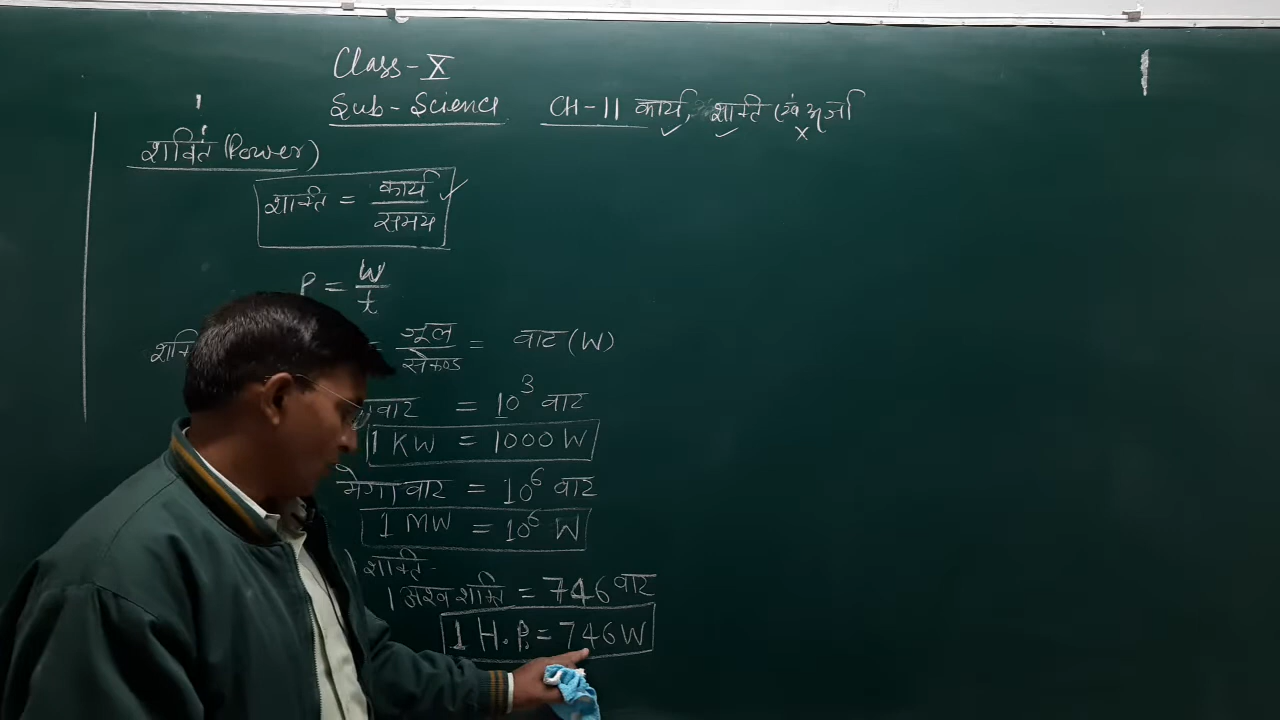 Class-X
Sub-Science CH-11 कार्य, शक्ति एवं ऊर्जा
शक्ति (Power)
शक्ति = कार्य / समय
P = W / t
= जूल / सेकण्ड = वाट (W)
वाट = 10³ वाट
1 KW = 1000 W
मेगा वाट = 10⁶ वाट
1 MW = 10⁶ W
शक्ति-
1 अश्व शक्ति = 746 वाट
1 H.P. = 746 W